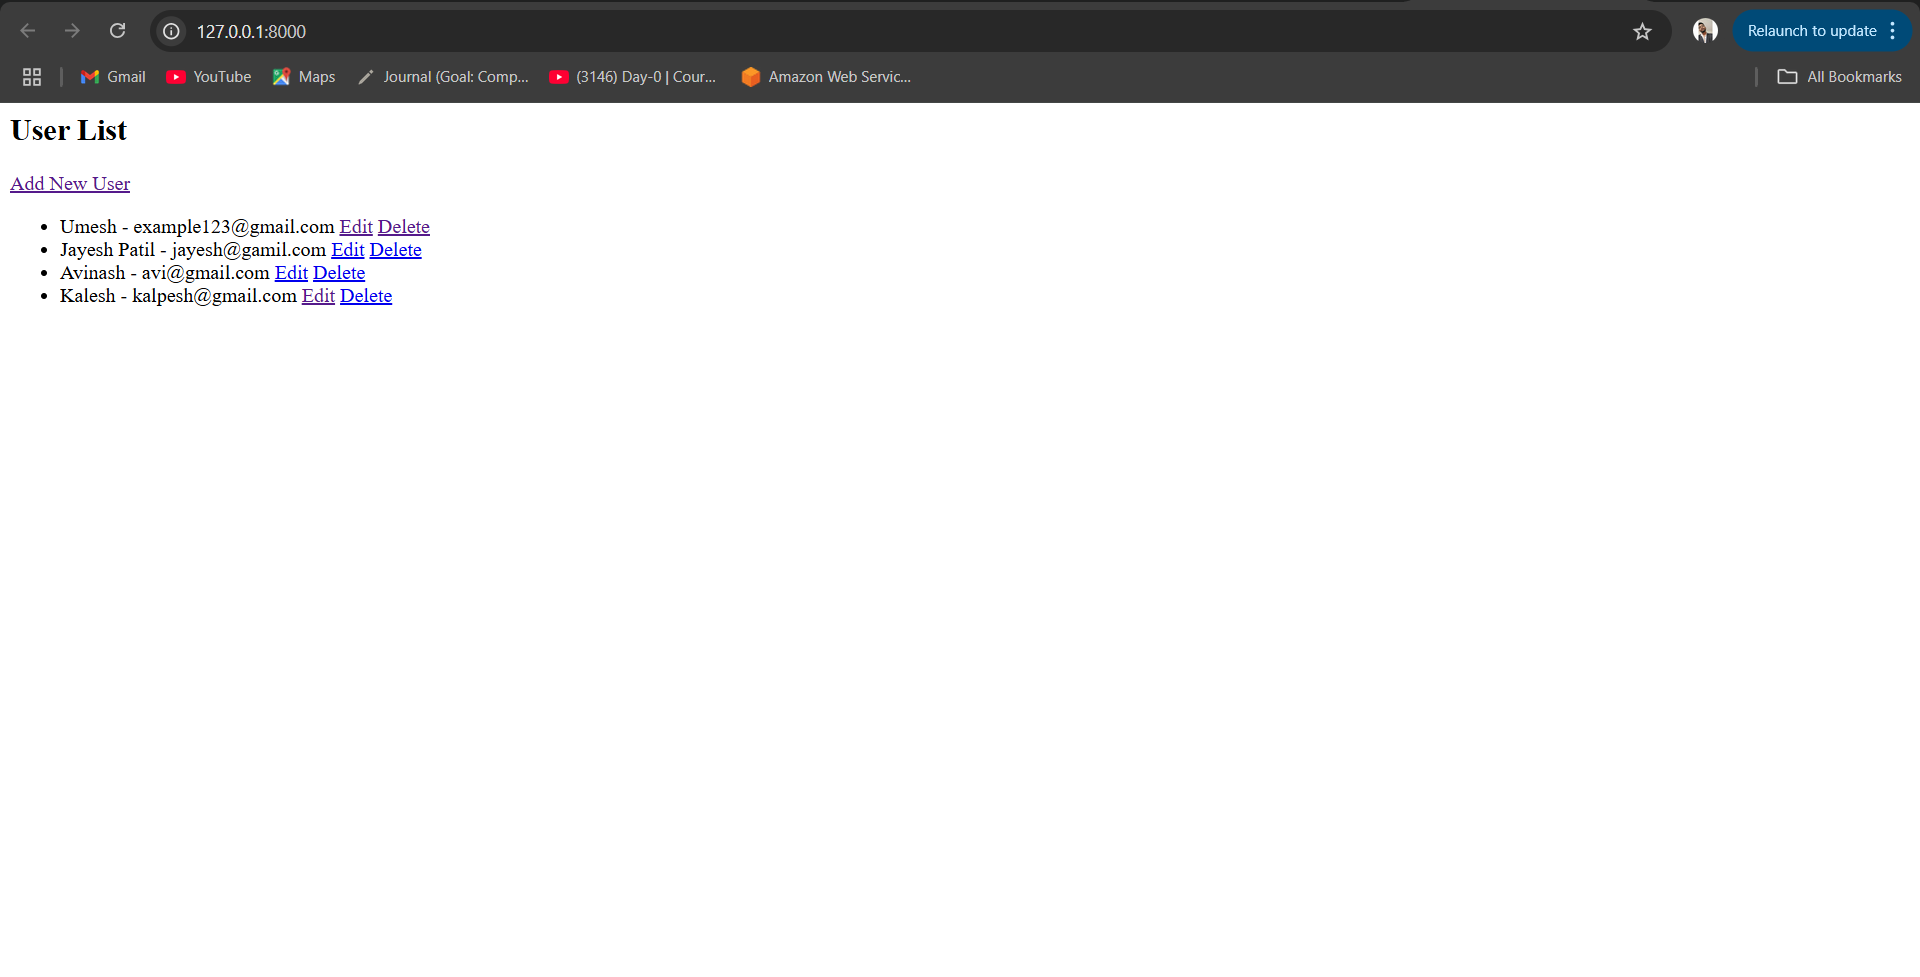 127.0.0.1:8000
Relaunch to update
Gmail YouTube Maps Journal (Goal: Comp... (3146) Day-0 | Cour... Amazon Web Servic... All Bookmarks
User List
Add New User
Umesh - example123@gmail.com Edit Delete
Jayesh Patil - jayesh@gamil.com Edit Delete
Avinash - avi@gmail.com Edit Delete
Kalesh - kalpesh@gmail.com Edit Delete